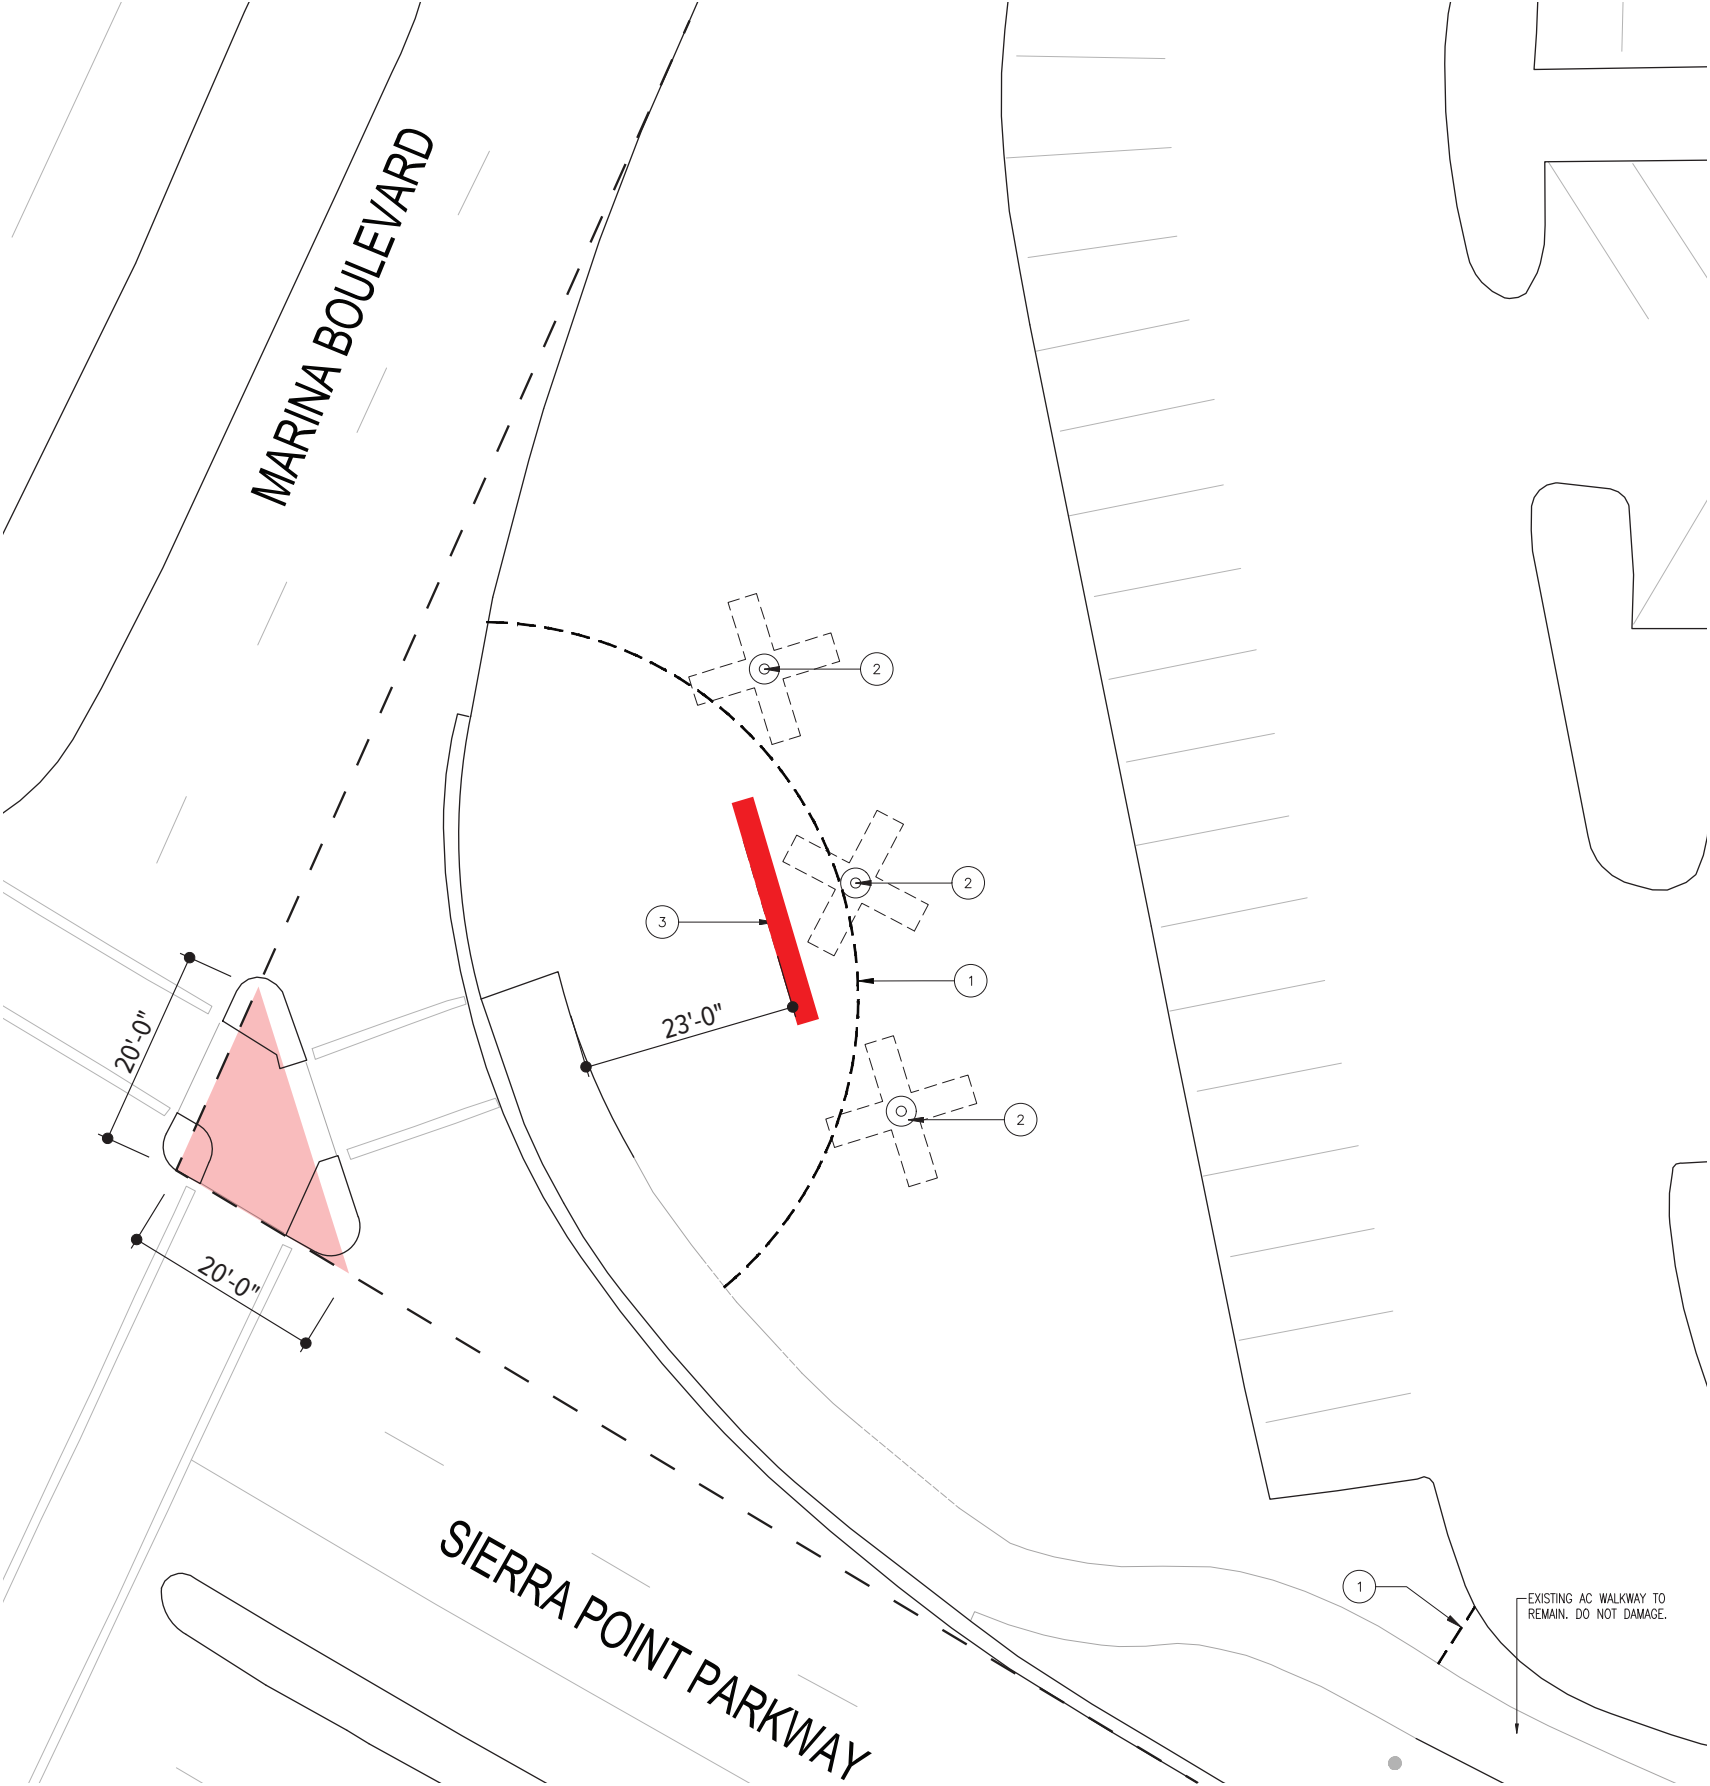 MARINA BOULEVARD
2
2
3
1
23'-0"
20'-0"
2
20'-0"
SIERRA POINT PARKWAY
1
EXISTING AC WALKWAY TO
REMAIN. DO NOT DAMAGE.